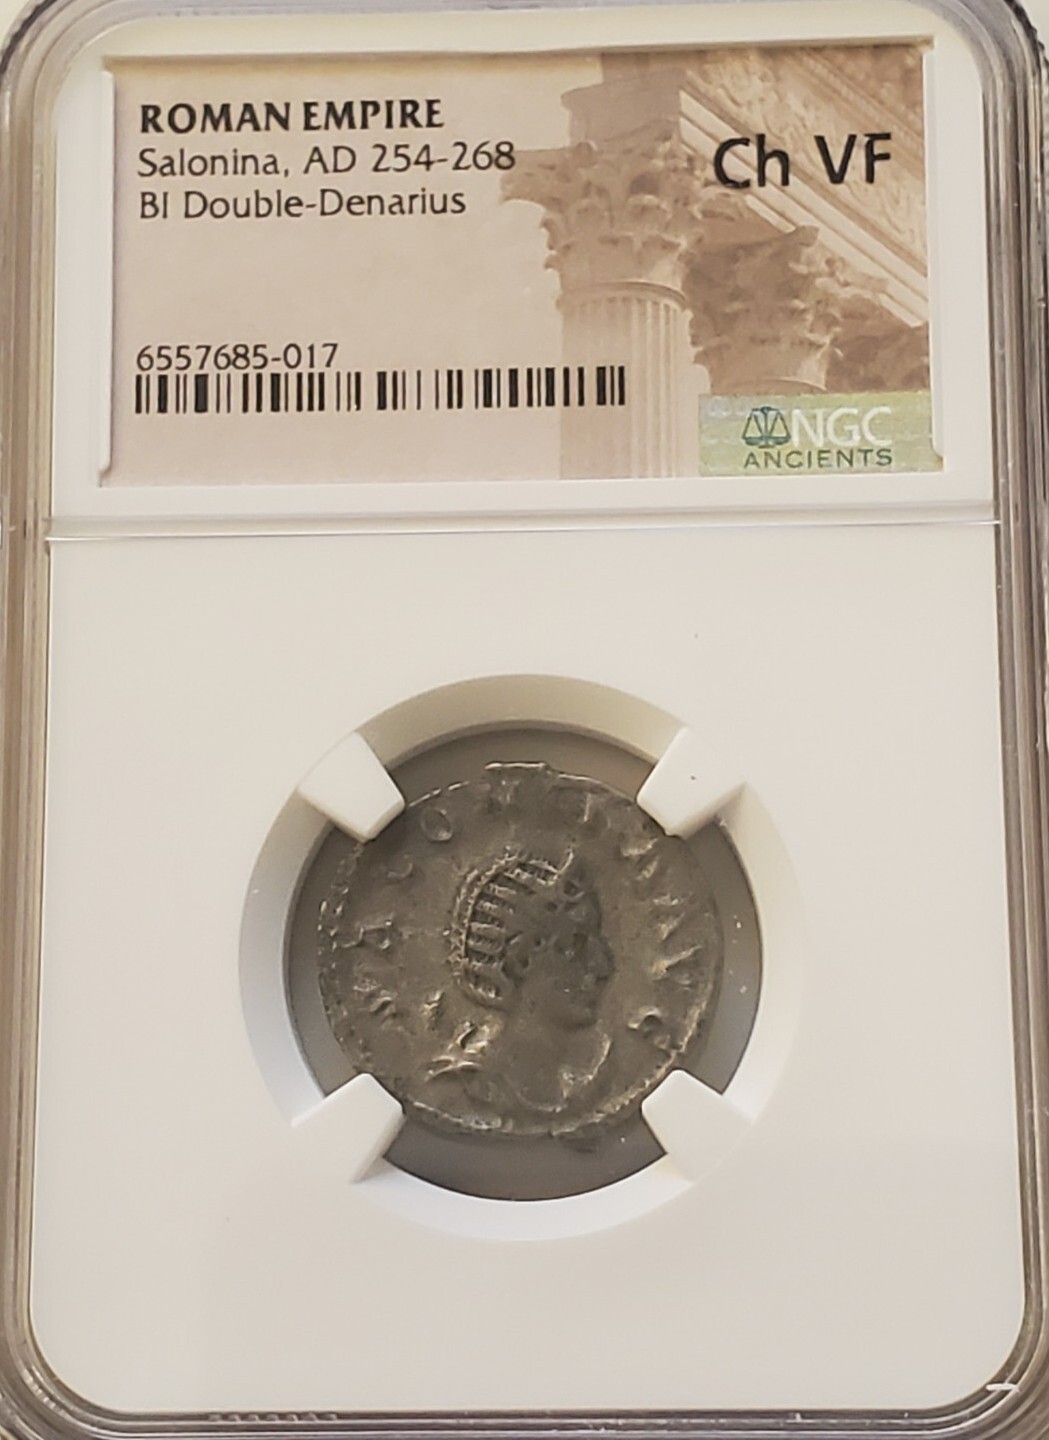 ROMAN EMPIRE
Salonina, AD 254-268
BI Double-Denarius
Ch VF
6557685-017
NGC
ANCIENTS